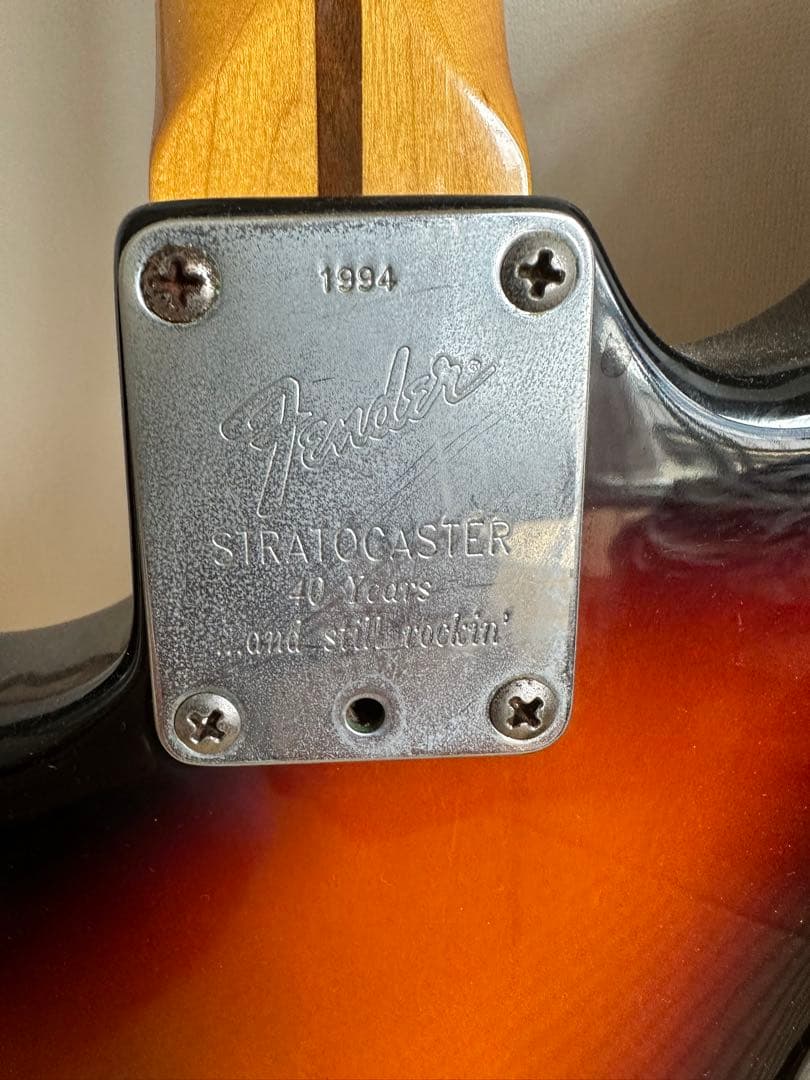 1994
Fender®
STRATOCASTER
40 Years
...and still rockin'